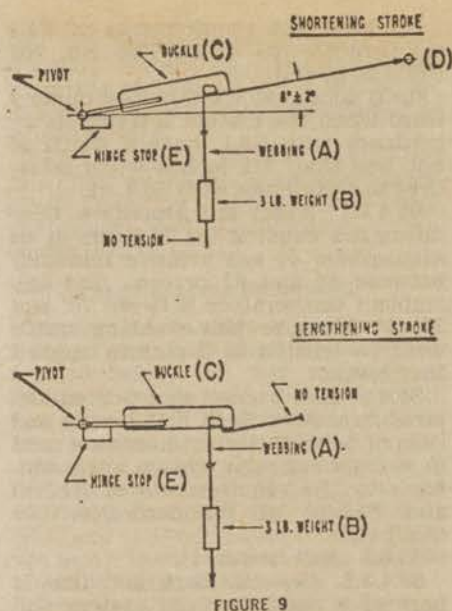 SHORTENING STROKE
BUCKLE (C)
PIVOT
(D)
8° ± 2°
HINGE STOP (E)
WEBBING (A)
3 LB. WEIGHT (B)
NO TENSION
LENGTHENING STROKE
PIVOT
BUCKLE (C)
NO TENSION
WEBBING (A)
HINGE STOP (E)
3 LB. WEIGHT (B)
FIGURE 9